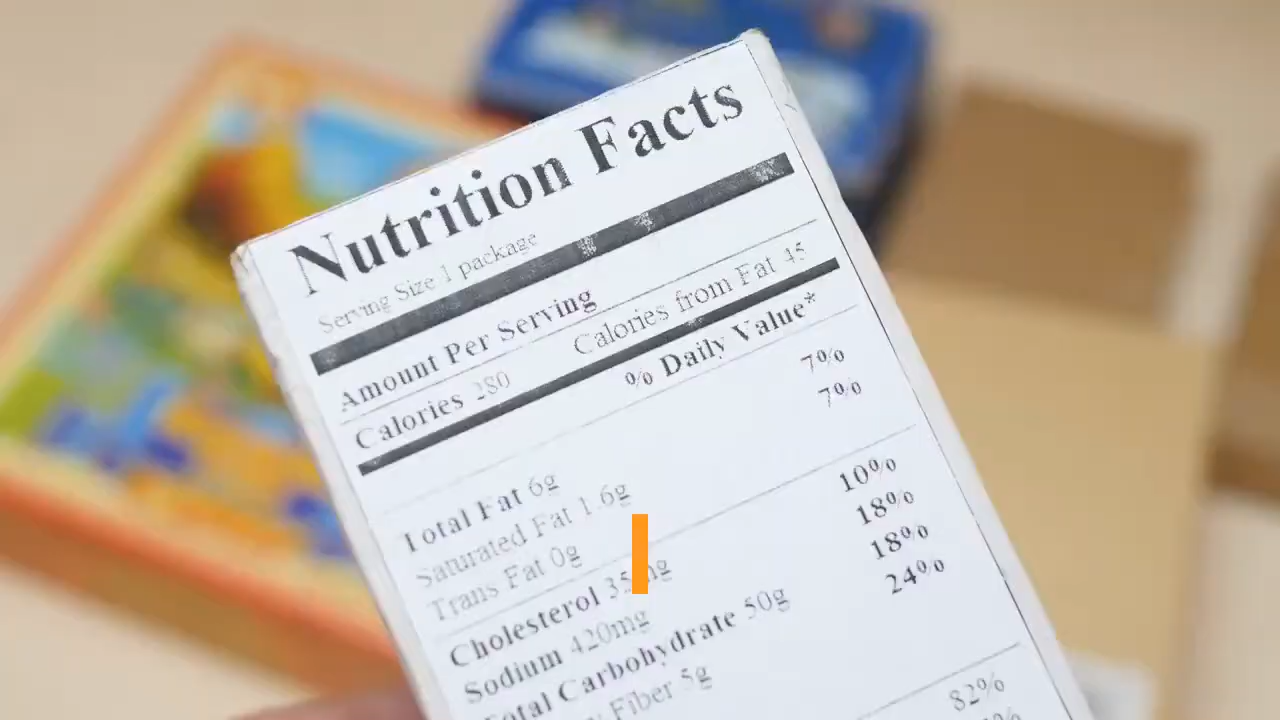 Nutrition Facts
Serving Size 1 package
Amount Per Serving
Calories 280 Calories from Fat 45
% Daily Value*
7%
7%
Total Fat 6g
Saturated Fat 1.6g
Trans Fat 0g
10%
Cholesterol 35mg
18%
Sodium 420mg
18%
Total Carbohydrate 50g
24%
Fiber 5g
82%